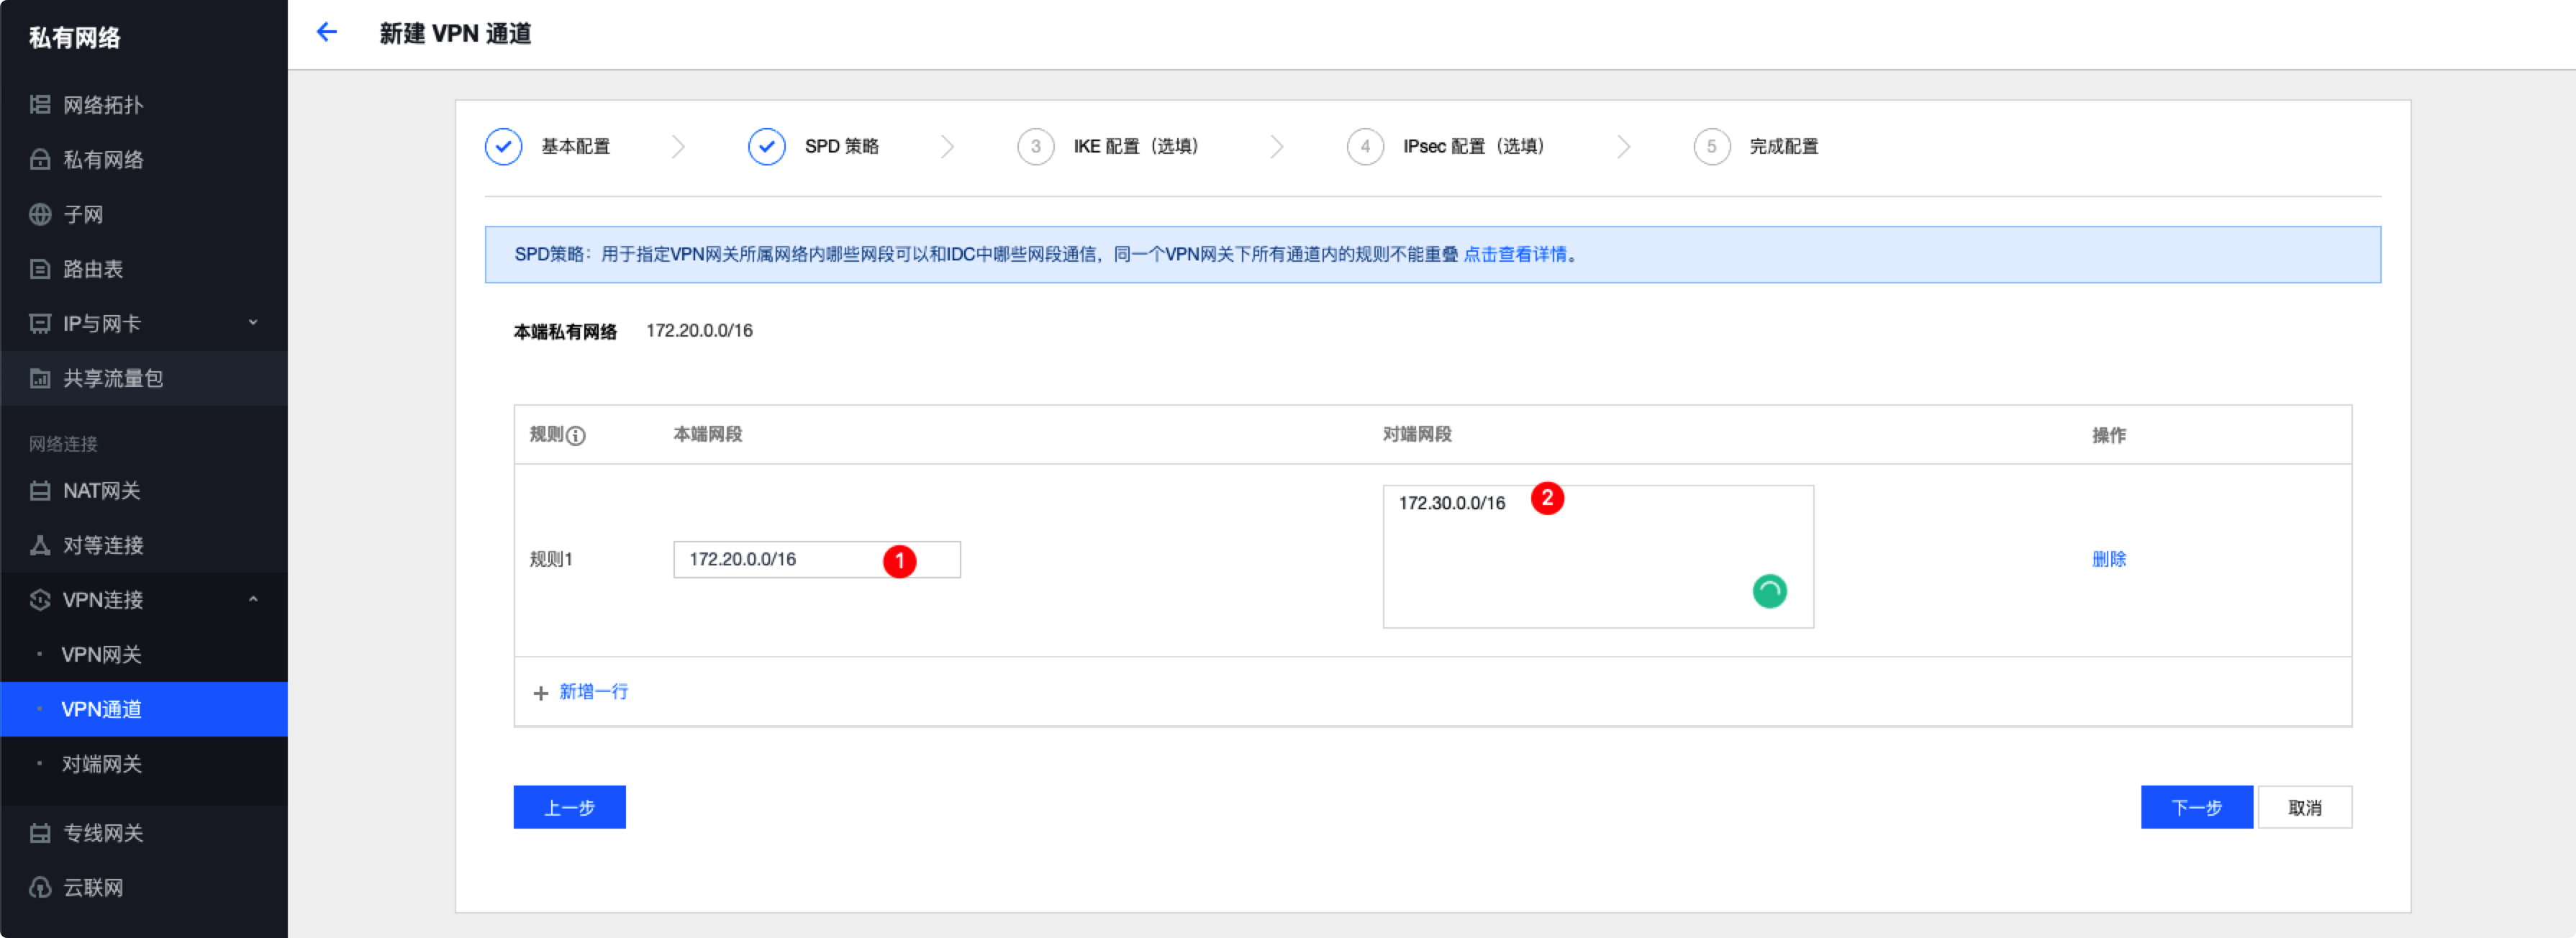 私有网络
网络拓扑
私有网络
子网
路由表
IP与网卡
共享流量包
网络连接
NAT网关
对等连接
VPN连接
VPN网关
VPN通道
对端网关
专线网关
云联网
新建 VPN 通道
基本配置
SPD 策略
3 IKE 配置（选填）
4 IPsec 配置（选填）
5 完成配置
SPD策略：用于指定VPN网关所属网络内哪些网段可以和IDC中哪些网段通信，同一个VPN网关下所有通道内的规则不能重叠 点击查看详情。
本端私有网络 172.20.0.0/16
规则 本端网段 对端网段 操作
172.30.0.0/16 2
规则1 172.20.0.0/16 1 删除
+ 新增一行
上一步 下一步 取消